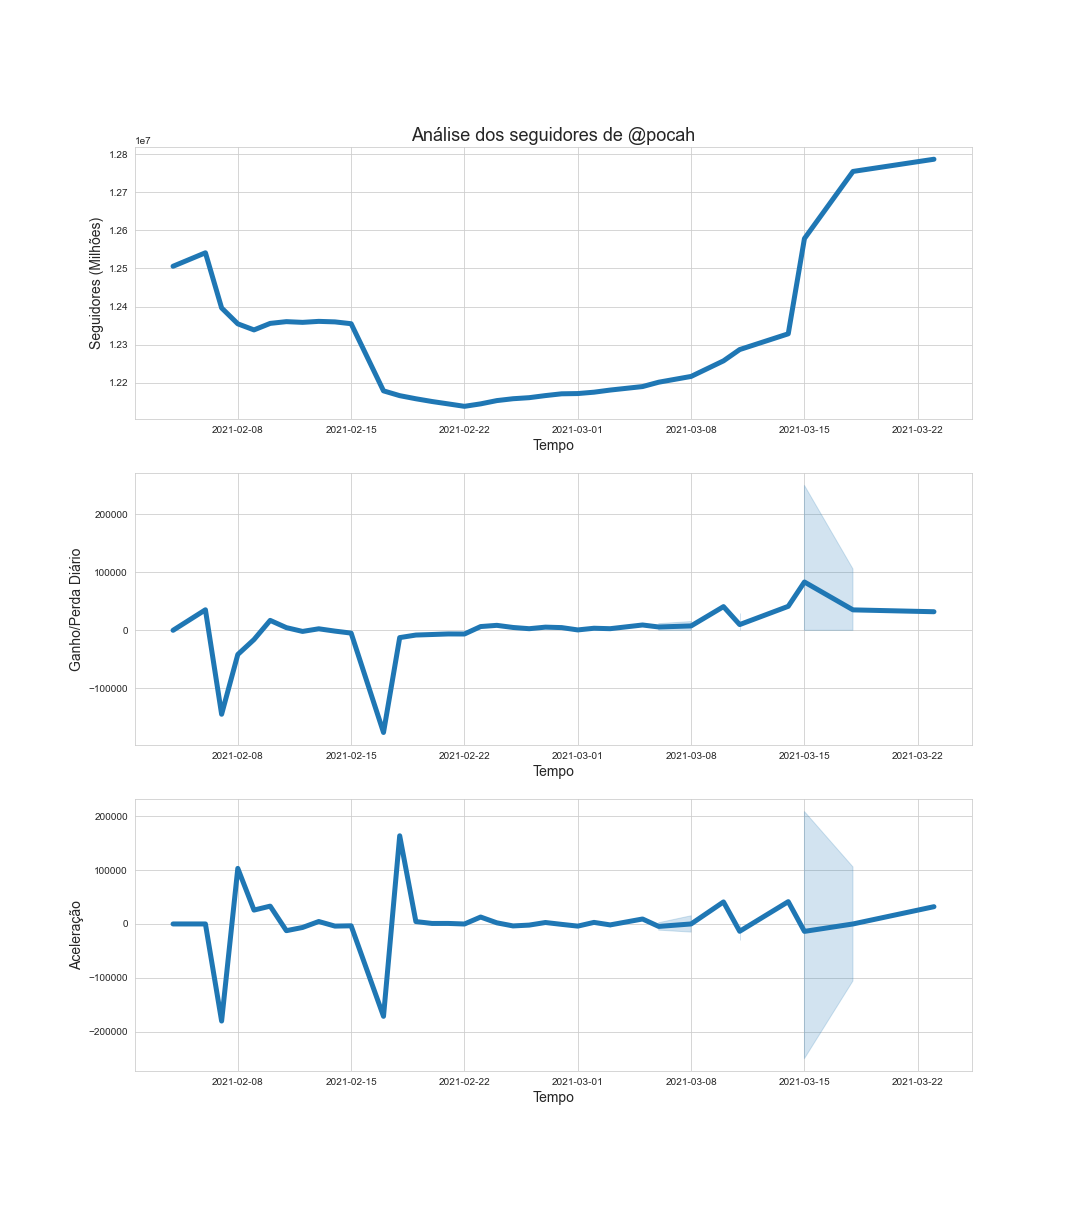 Análise dos seguidores de @pocah
1e7
1.28
1.27
1.26
1.25
1.24
1.23
1.22
Seguidores (Milhões)
2021-02-08 2021-02-15 2021-02-22 2021-03-01 2021-03-08 2021-03-15 2021-03-22
Tempo
200000
100000
0
−100000
Ganho/Perda Diário
2021-02-08 2021-02-15 2021-02-22 2021-03-01 2021-03-08 2021-03-15 2021-03-22
Tempo
200000
100000
0
−100000
−200000
Aceleração
2021-02-08 2021-02-15 2021-02-22 2021-03-01 2021-03-08 2021-03-15 2021-03-22
Tempo